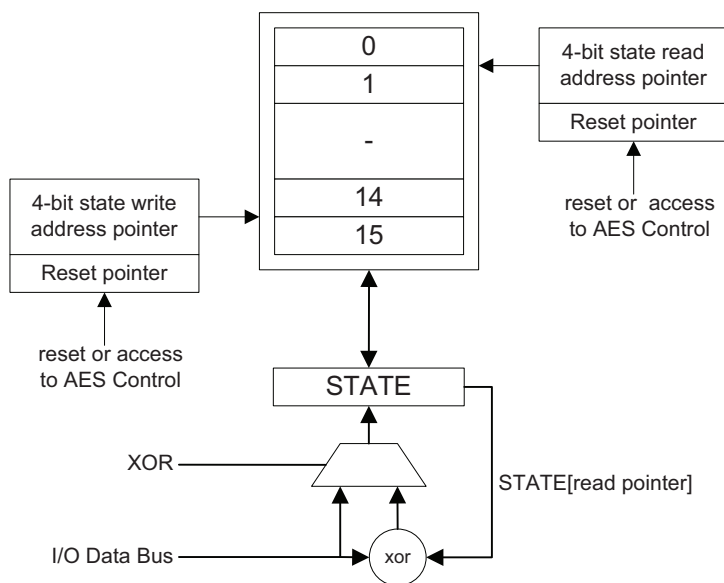 0
1
-
14
15
4-bit state read
address pointer
Reset pointer
reset or access
to AES Control
4-bit state write
address pointer
Reset pointer
reset or access
to AES Control
STATE
XOR
STATE[read pointer]
I/O Data Bus
xor